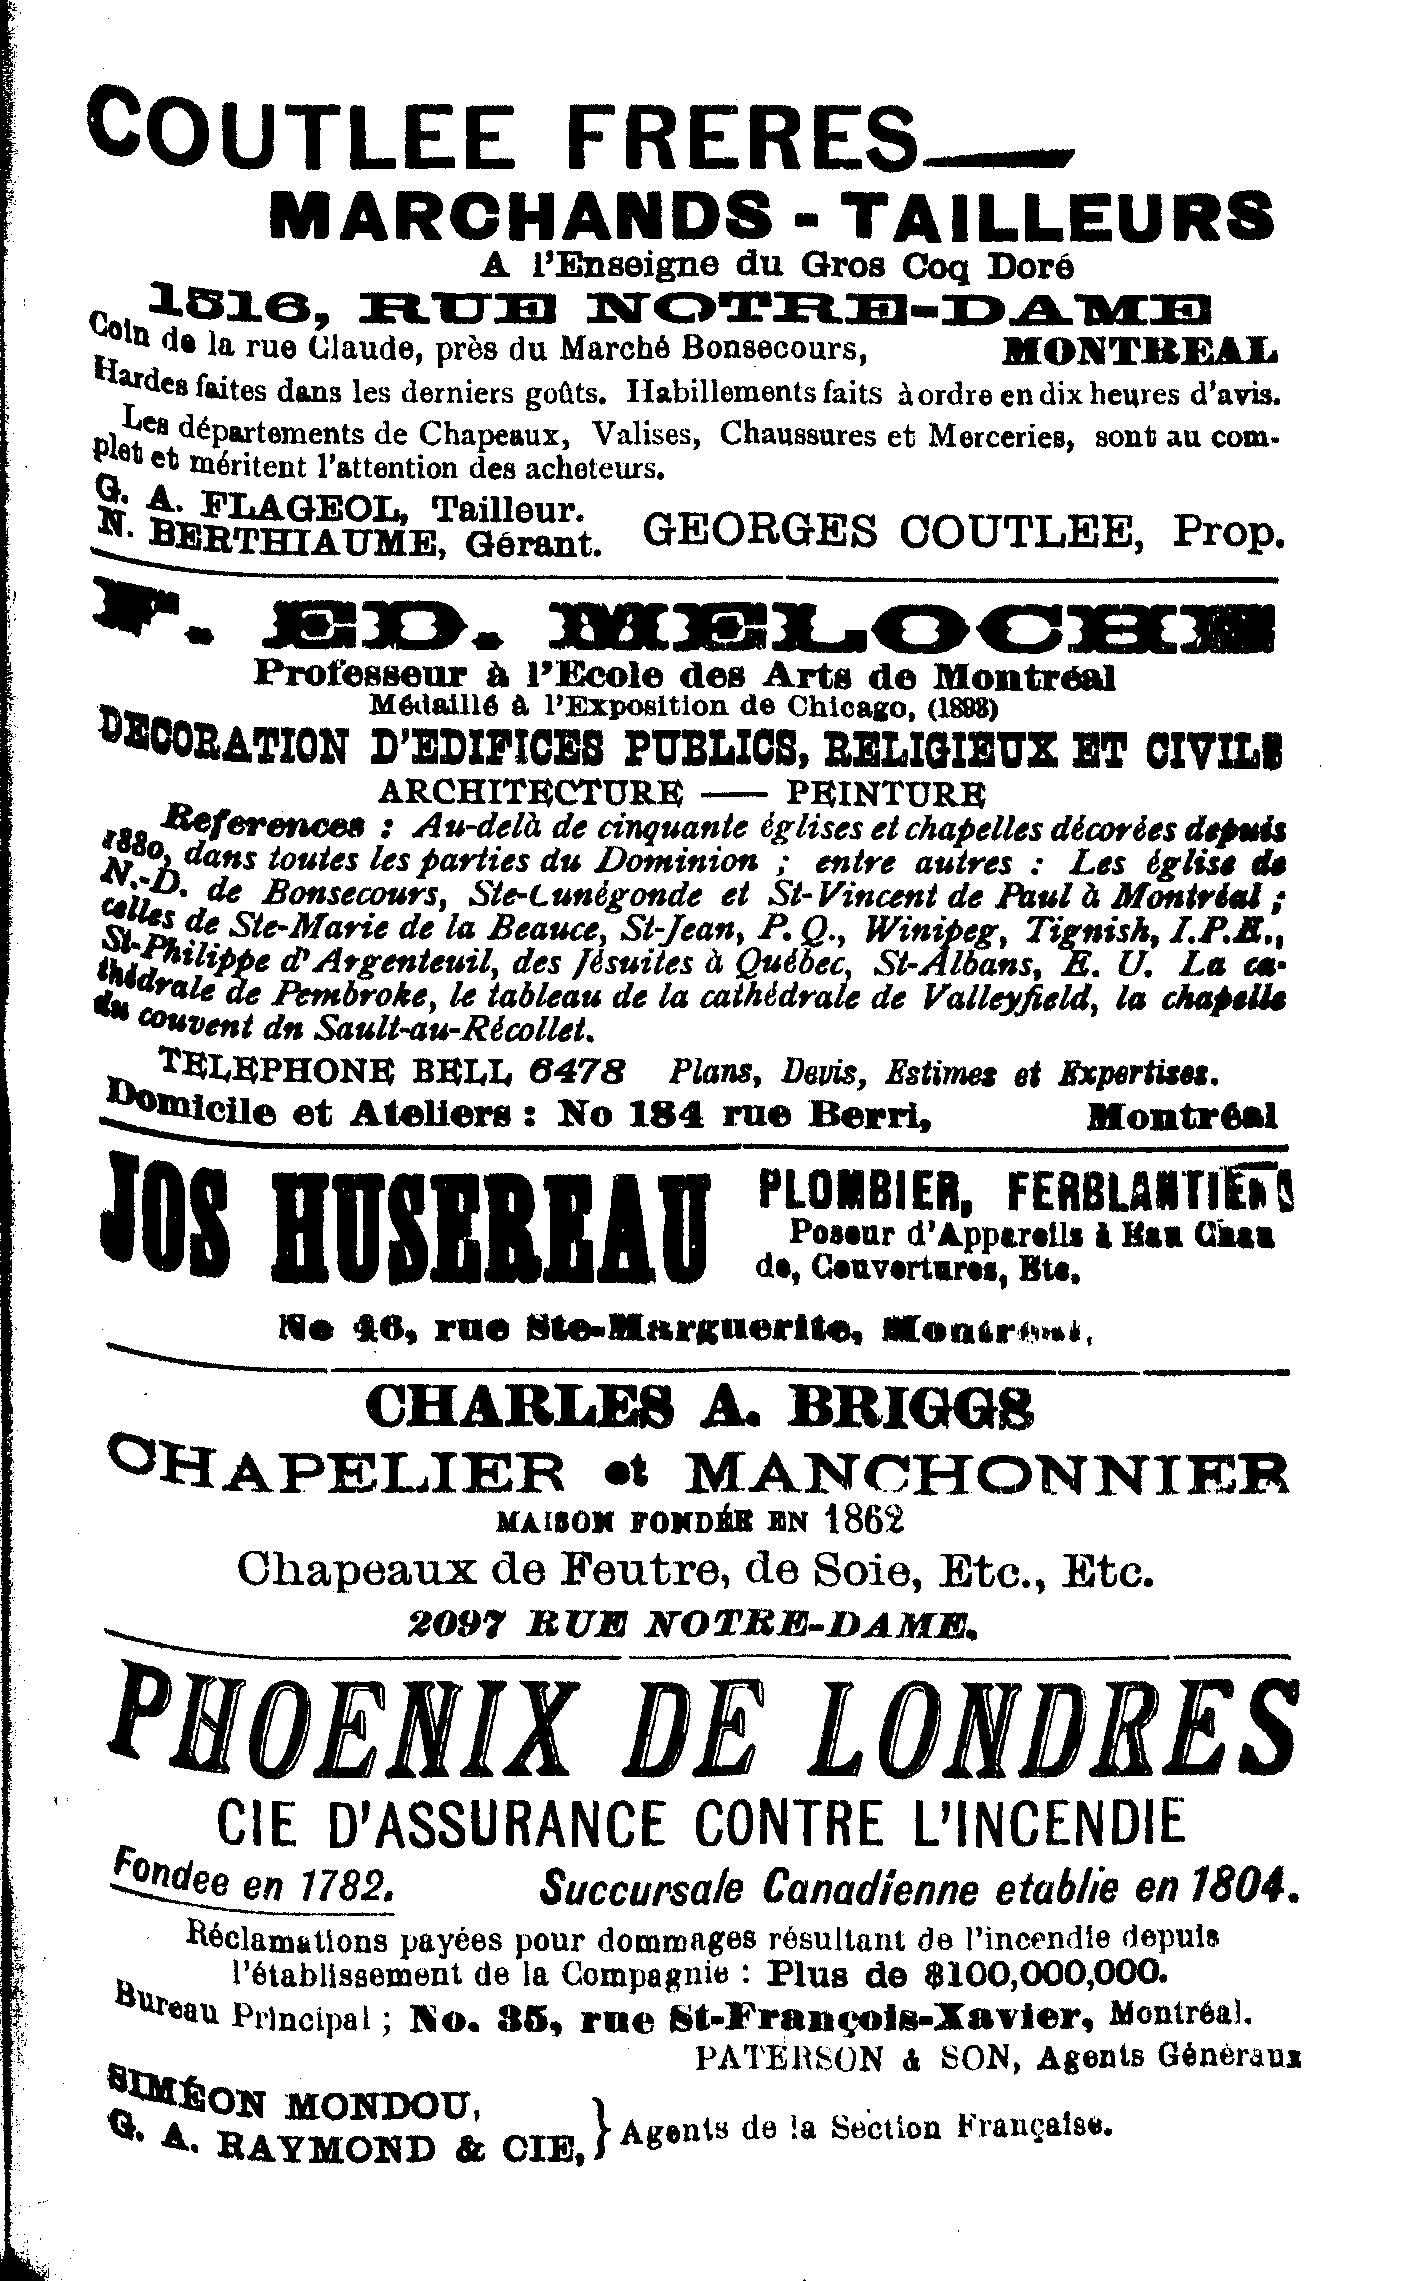 COUTLEE FRERES
MARCHANDS - TAILLEURS
A l'Enseigne du Gros Coq Doré
1516, RUE NOTRE-DAME
Coin de la rue Claude, près du Marché Bonsecours, MONTREAL
Hardes faites dans les derniers goûts. Habillements faits à ordre en dix heures d'avis.
Les départements de Chapeaux, Valises, Chaussures et Merceries, sont au com-
plet et méritent l'attention des acheteurs.
G. A. FLAGEOL, Tailleur.
N. BERTHIAUME, Gérant. GEORGES COUTLEE, Prop.
F. ED. MELOCHE
Professeur à l'Ecole des Arts de Montréal
Médaillé à l'Exposition de Chicago, (1893)
DECORATION D'EDIFICES PUBLICS, RELIGIEUX ET CIVILS
ARCHITECTURE — PEINTURE
References : Au-delà de cinquante églises et chapelles décorées depuis
1880, dans toutes les parties du Dominion ; entre autres : Les église de
N.-D. de Bonsecours, Ste-Cunégonde et St-Vincent de Paul à Montréal ;
celles de Ste-Marie de la Beauce, St-Jean, P. Q., Winipeg, Tignish, I.P.E.,
St-Philippe d'Argenteuil, des Jésuites à Québec, St-Albans, E. U. La ca-
thédrale de Pembroke, le tableau de la cathédrale de Valleyfield, la chapelle
du couvent dn Sault-au-Récollet.
TELEPHONE BELL 6478 Plans, Devis, Estimes et Expertises.
Domicile et Ateliers : No 184 rue Berri, Montréal
JOS HUSEREAU PLOMBIER, FERBLANTIER
Poseur d'Appareils à Eau Chau
de, Couvertures, Etc.
No 46, rue Ste-Marguerite, Montréal.
CHARLES A. BRIGGS
CHAPELIER et MANCHONNIER
MAISON FONDÉE EN 1862
Chapeaux de Feutre, de Soie, Etc., Etc.
2097 RUE NOTRE-DAME.
PHOENIX DE LONDRES
CIE D'ASSURANCE CONTRE L'INCENDIE
Fondee en 1782. Succursale Canadienne etablie en 1804.
Réclamations payées pour dommages résultant de l'incendie depuis
l'établissement de la Compagnie : Plus de $100,000,000.
Bureau Principal ; No. 35, rue St-François-Xavier, Montréal.
PATERSON & SON, Agents Généraux
SIMÉON MONDOU,
G. A. RAYMOND & CIE, } Agents de la Section Française.